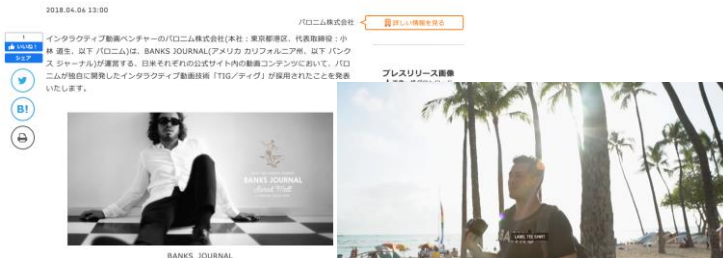 2018.04.06 13:00
パロニム株式会社
詳しい情報を見る
1
いいね!
シェア
B!
インタラクティブ動画ベンチャーのパロニム株式会社(本社：東京都港区、代表取締役：小
林 道生、以下 パロニム)は、BANKS JOURNAL(アメリカ カリフォルニア州、以下 バンク
ス ジャーナル)が運営する、日米それぞれの公式サイト内の動画コンテンツにおいて、パロ
ニムが独自に開発したインタラクティブ動画技術「TIG／ティグ」が採用されたことを発表
いたします。
プレスリリース画像
BANKS JOURNAL
BANKS JOURNAL
LABEL TEE SHIRT